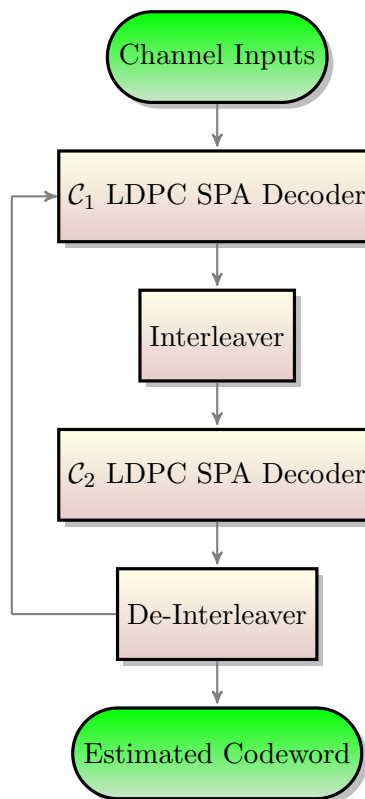 Channel Inputs
𝒞₁ LDPC SPA Decoder
Interleaver
𝒞₂ LDPC SPA Decoder
De-Interleaver
Estimated Codeword